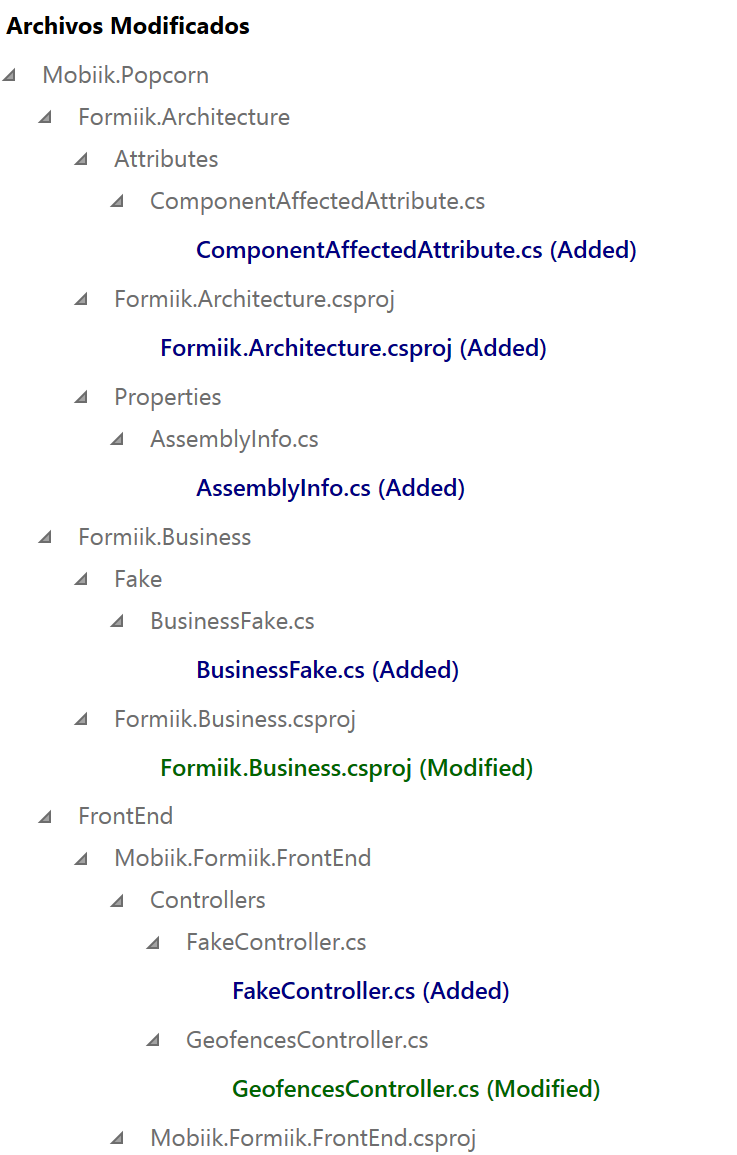 Archivos Modificados
Mobiik.Popcorn
Formiik.Architecture
Attributes
ComponentAffectedAttribute.cs
ComponentAffectedAttribute.cs (Added)
Formiik.Architecture.csproj
Formiik.Architecture.csproj (Added)
Properties
AssemblyInfo.cs
AssemblyInfo.cs (Added)
Formiik.Business
Fake
BusinessFake.cs
BusinessFake.cs (Added)
Formiik.Business.csproj
Formiik.Business.csproj (Modified)
FrontEnd
Mobiik.Formiik.FrontEnd
Controllers
FakeController.cs
FakeController.cs (Added)
GeofencesController.cs
GeofencesController.cs (Modified)
Mobiik.Formiik.FrontEnd.csproj